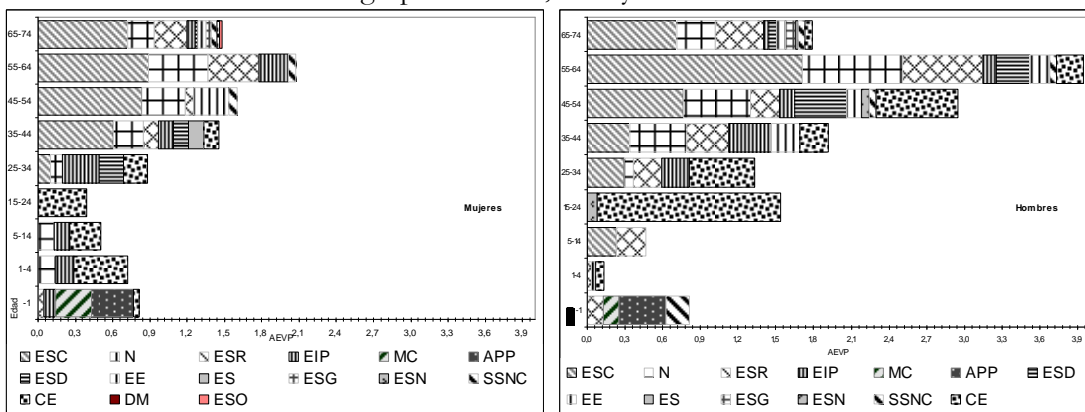 65-74
55-64
45-54
35-44
25-34
15-24
5-14
1-4
-1
Edad
Mujeres
0,0 0,3 0,6 0,9 1,2 1,5 1,8 2,1 2,4 2,7 3,0 3,3 3,6 3,9
AEVP
ESC N ESR EIP MC APP
ESD EE ES ESG ESN SSNC
CE DM ESO
65-74
55-64
45-54
35-44
25-34
15-24
5-14
1-4
-1
Hombres
0,0 0,3 0,6 0,9 1,2 1,5 1,8 2,1 2,4 2,7 3,0 3,3 3,6 3,9
AEVP
ESC N ESR EIP MC APP ESD
EE ES ESG ESN SSNC CE